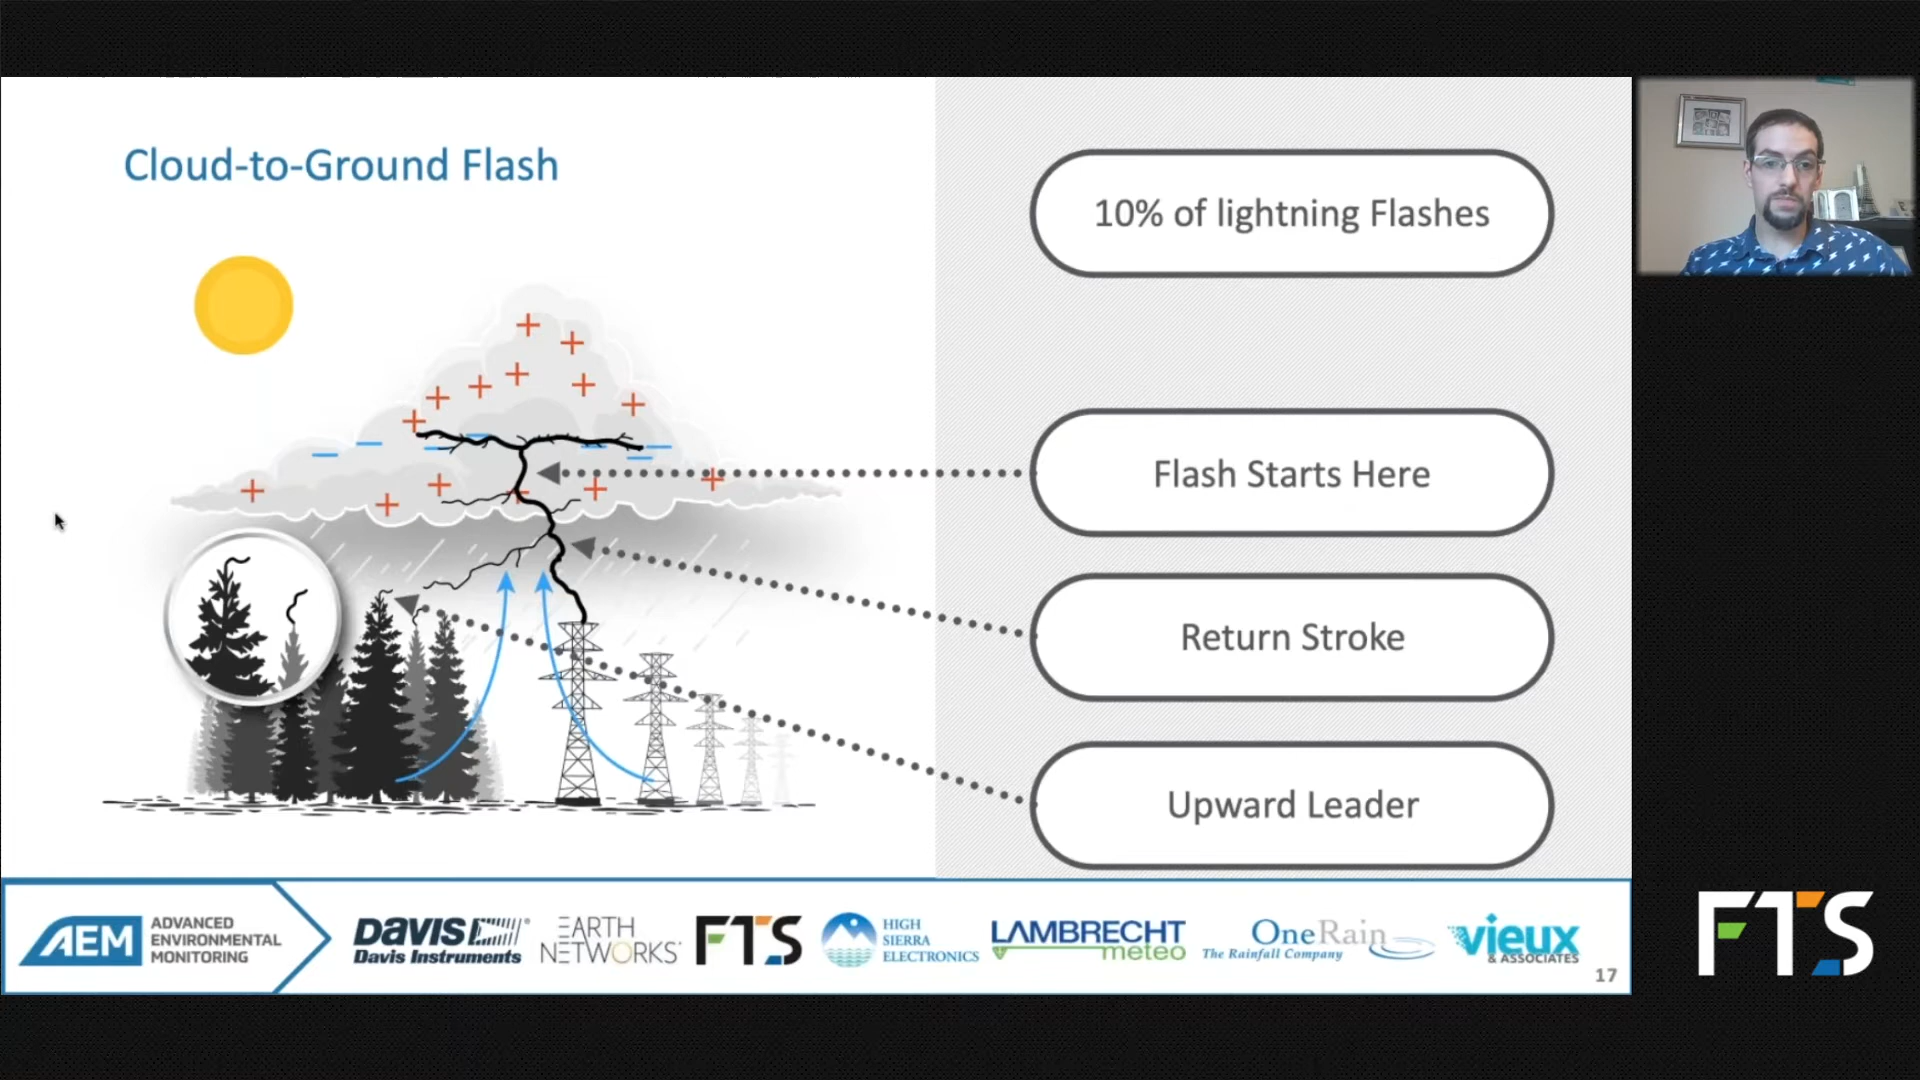 Cloud-to-Ground Flash
10% of lightning Flashes
Flash Starts Here
Return Stroke
Upward Leader
AEM
ADVANCED
ENVIRONMENTAL
MONITORING
DAVIS
Davis Instruments
EARTH
NETWORKS
FTS
HIGH
SIERRA
ELECTRONICS
LAMBRECHT
meteo
OneRain
The Rainfall Company
vieux
& ASSOCIATES
17
FTS